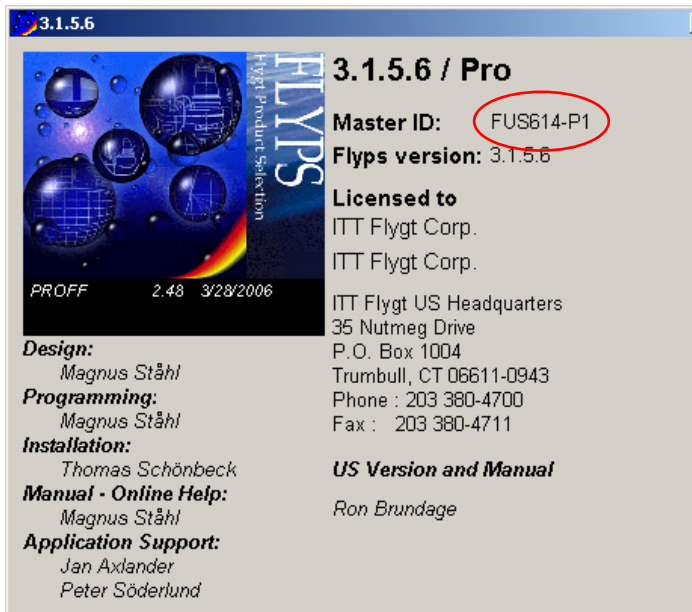 3.1.5.6
FLYPS
Flygt Product Selection
PROFF 2.48 3/28/2006
Design:
Magnus Ståhl
Programming:
Magnus Ståhl
Installation:
Thomas Schönbeck
Manual - Online Help:
Magnus Ståhl
Application Support:
Jan Axlander
Peter Söderlund
3.1.5.6 / Pro
Master ID: FUS614-P1
Flyps version: 3.1.5.6
Licensed to
ITT Flygt Corp.
ITT Flygt Corp.
ITT Flygt US Headquarters
35 Nutmeg Drive
P.O. Box 1004
Trumbull, CT 06611-0943
Phone : 203 380-4700
Fax : 203 380-4711
US Version and Manual
Ron Brundage